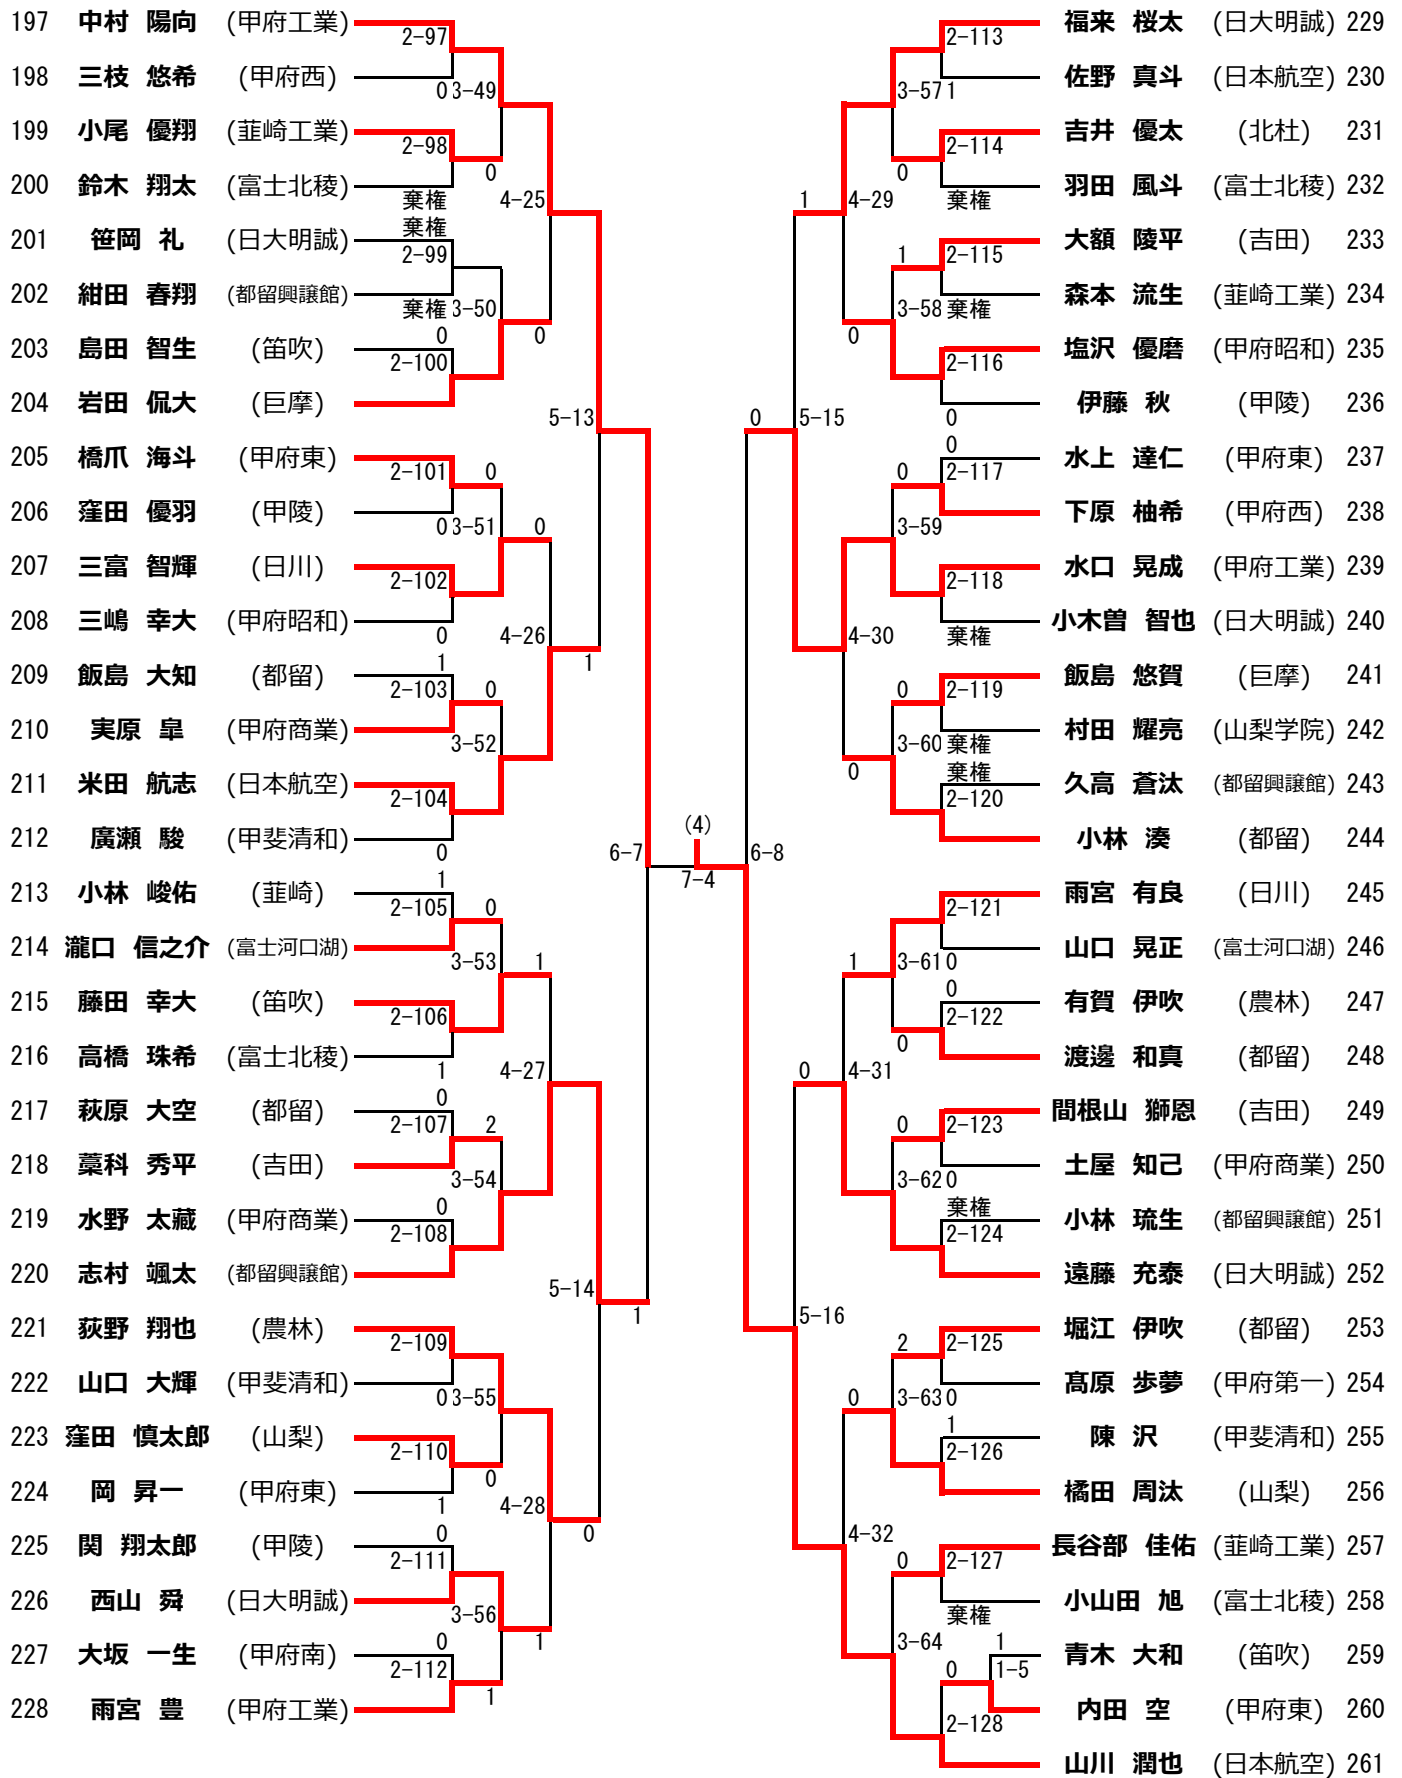 197 中村 陽向 (甲府工業)
2-97
198 三枝 悠希 (甲府西)
0 3-49
199 小尾 優翔 (韮崎工業)
2-98
0
200 鈴木 翔太 (富士北稜)
棄権 4-25
棄権
201 笹岡 礼 (日大明誠)
2-99
202 紺田 春翔 (都留興譲館)
棄権 3-50
0 0
203 島田 智生 (笛吹)
2-100
204 岩田 侃大 (巨摩)
5-13
205 橋爪 海斗 (甲府東)
2-101 0
206 窪田 優羽 (甲陵)
0 3-51 0
207 三富 智輝 (日川)
2-102
208 三嶋 幸大 (甲府昭和)
0 4-26
1 1
209 飯島 大知 (都留)
2-103 0
210 実原 皐 (甲府商業)
3-52
211 米田 航志 (日本航空)
2-104
212 廣瀬 駿 (甲斐清和)
0 6-7
1
213 小林 峻佑 (韮崎)
2-105 0
214 瀧口 信之介 (富士河口湖)
3-53 1
215 藤田 幸大 (笛吹)
2-106
216 高橋 珠希 (富士北稜)
1 4-27
0
217 萩原 大空 (都留)
2-107 2
218 藁科 秀平 (吉田)
3-54
0
219 水野 太蔵 (甲府商業)
2-108
220 志村 颯太 (都留興譲館)
5-14
1
221 荻野 翔也 (農林)
2-109
222 山口 大輝 (甲斐清和)
0 3-55
223 窪田 慎太郎 (山梨)
2-110
0
224 岡 昇一 (甲府東)
1 4-28
0 0
225 関 翔太郎 (甲陵)
2-111
226 西山 舜 (日大明誠)
3-56
0 1
227 大坂 一生 (甲府南)
2-112
1
228 雨宮 豊 (甲府工業)
(4)
7-4
福来 桜太 (日大明誠) 229
2-113
佐野 真斗 (日本航空) 230
3-57 1
吉井 優太 (北杜) 231
2-114
0
羽田 風斗 (富士北稜) 232
1 4-29 棄権
大額 陵平 (吉田) 233
1 2-115
森本 流生 (韮崎工業) 234
3-58 棄権
0
塩沢 優磨 (甲府昭和) 235
2-116
伊藤 秋 (甲陵) 236
0 5-15 0
0
水上 達仁 (甲府東) 237
0 2-117
下原 柚希 (甲府西) 238
3-59
水口 晃成 (甲府工業) 239
2-118
小木曽 智也 (日大明誠) 240
4-30 棄権
飯島 悠賀 (巨摩) 241
0 2-119
村田 耀亮 (山梨学院) 242
3-60 棄権
0 棄権
久高 蒼汰 (都留興譲館) 243
2-120
小林 湊 (都留) 244
6-8
雨宮 有良 (日川) 245
2-121
山口 晃正 (富士河口湖) 246
1 3-61 0
0
有賀 伊吹 (農林) 247
2-122
0
渡邊 和真 (都留) 248
0 4-31
間根山 獅恩 (吉田) 249
0 2-123
土屋 知己 (甲府商業) 250
3-62 0
棄権
小林 琉生 (都留興譲館) 251
2-124
遠藤 充泰 (日大明誠) 252
5-16
堀江 伊吹 (都留) 253
2 2-125
髙原 歩夢 (甲府第一) 254
0 3-63 0
1
陳 沢 (甲斐清和) 255
2-126
橘田 周汰 (山梨) 256
4-32
長谷部 佳佑 (韮崎工業) 257
0 2-127
小山田 旭 (富士北稜) 258
棄権
3-64 1
青木 大和 (笛吹) 259
0 1-5
内田 空 (甲府東) 260
2-128
山川 潤也 (日本航空) 261